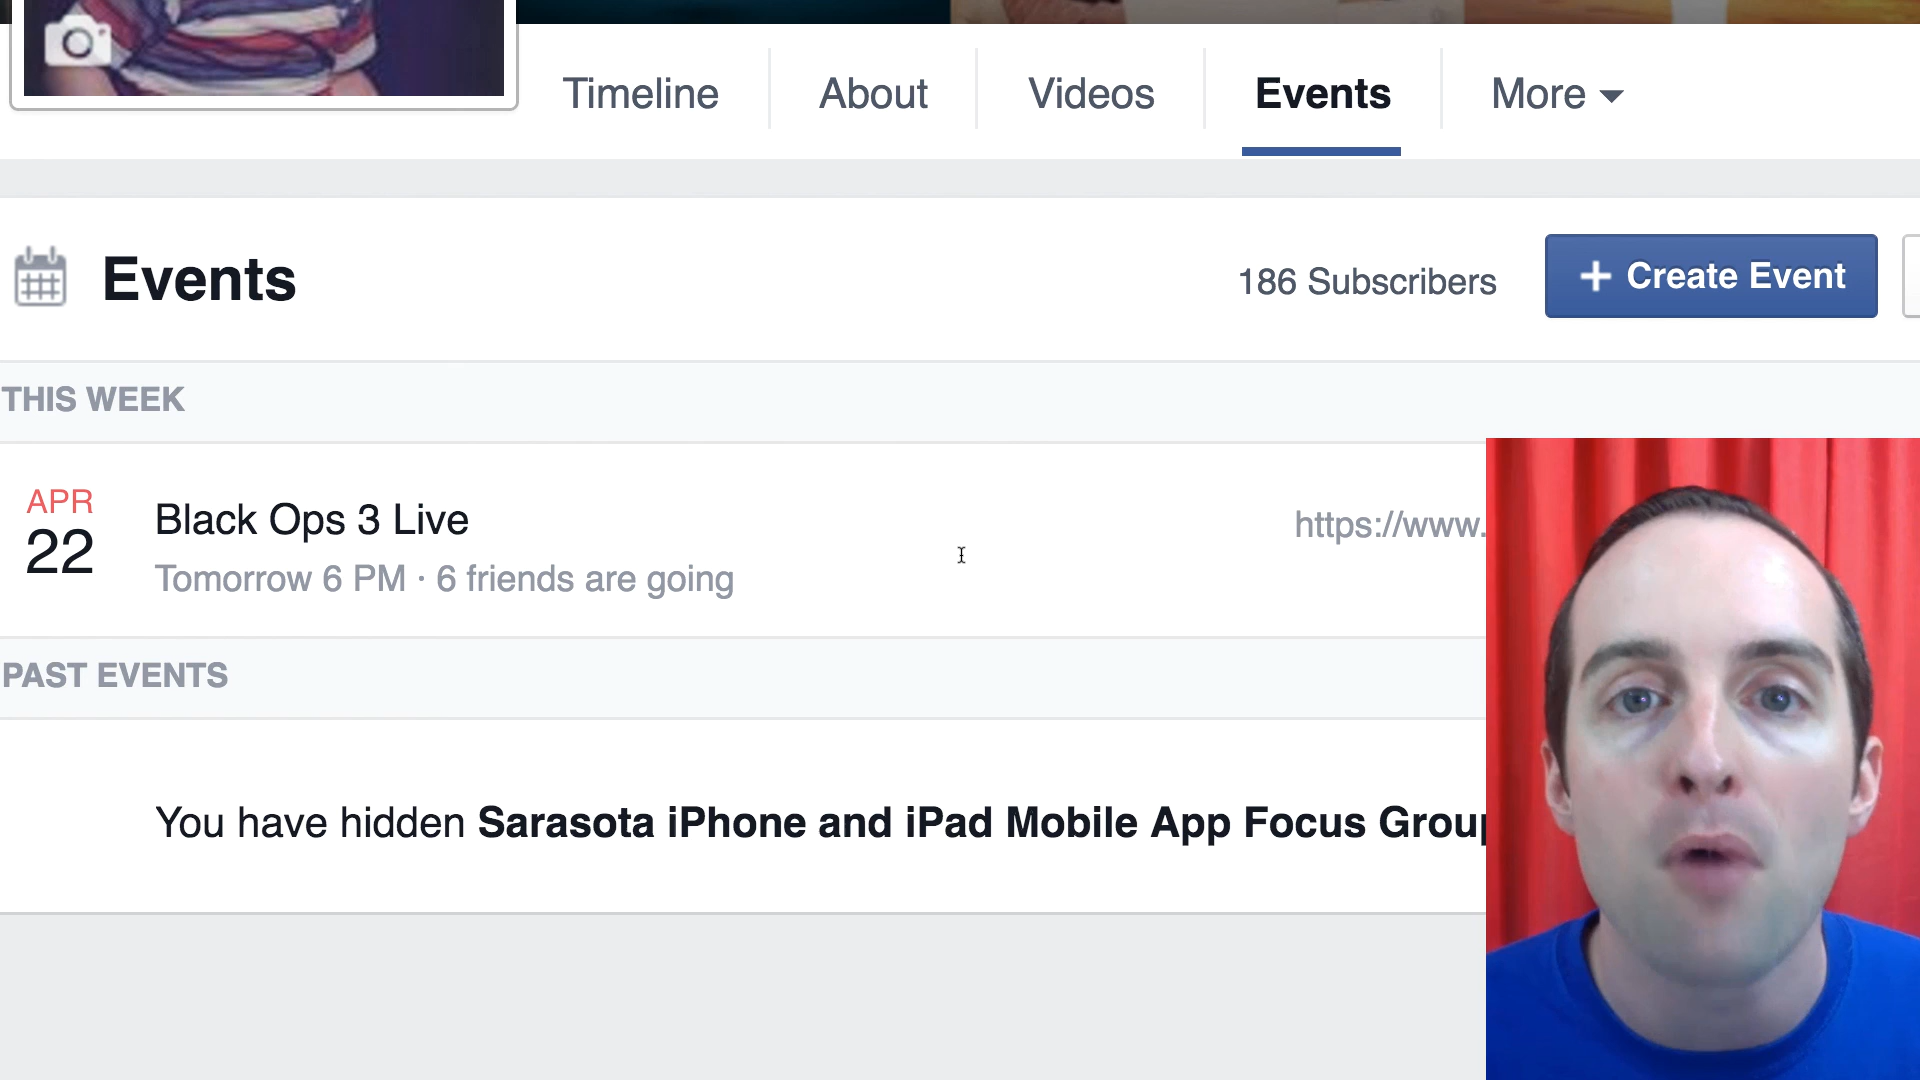 Timeline
About
Videos
Events
More
Events
186 Subscribers
+ Create Event
THIS WEEK
APR
22
Black Ops 3 Live
https://www.
Tomorrow 6 PM · 6 friends are going
PAST EVENTS
You have hidden Sarasota iPhone and iPad Mobile App Focus Group